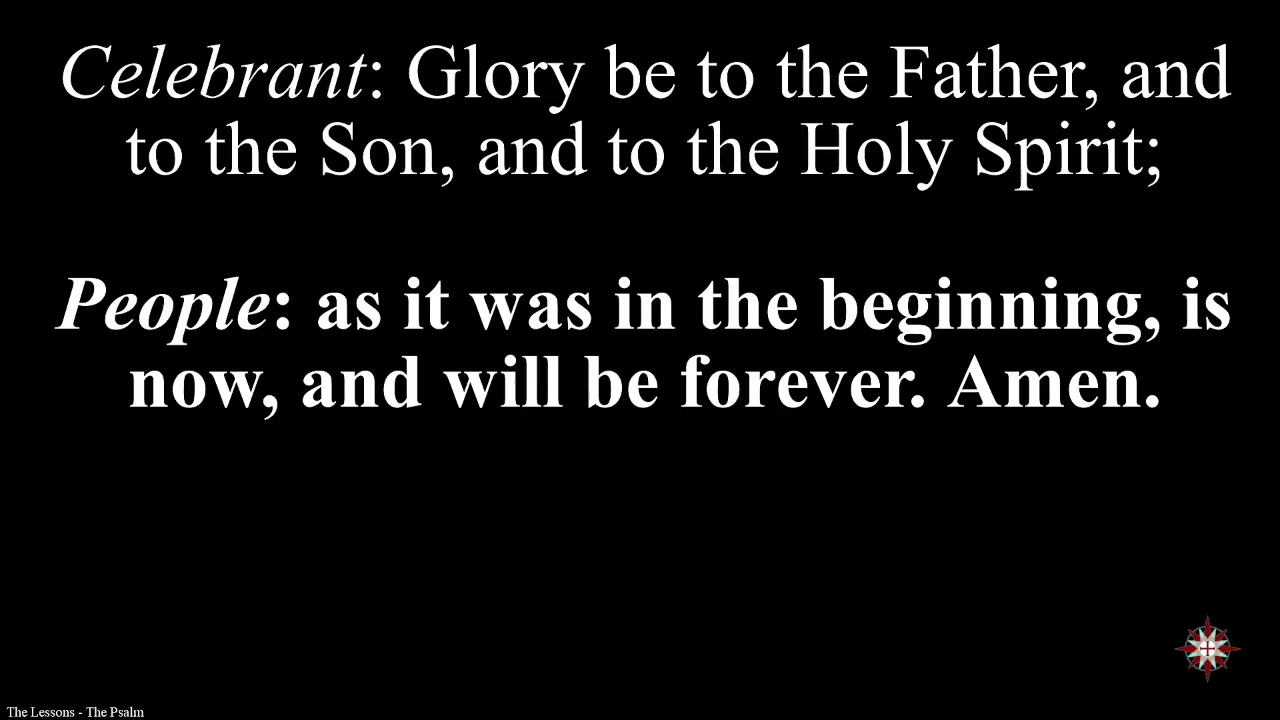 Celebrant: Glory be to the Father, and
to the Son, and to the Holy Spirit;
People: as it was in the beginning, is
now, and will be forever. Amen.
The Lessons - The Psalm